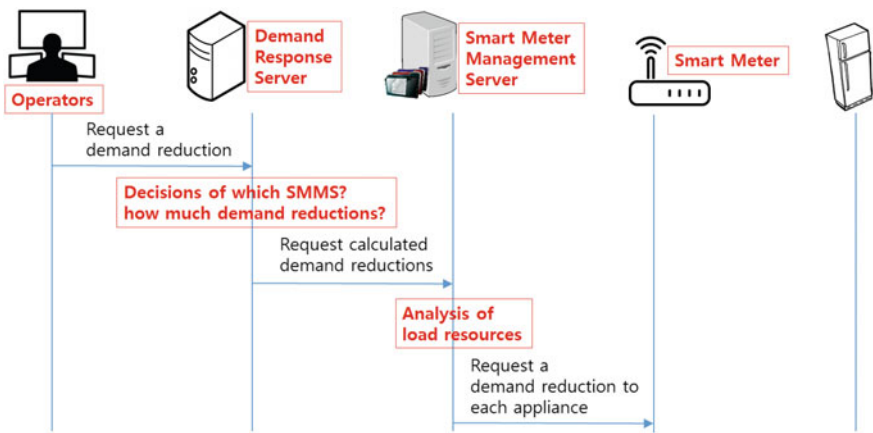 Operators
Demand
Response
Server
Smart Meter
Management
Server
Smart Meter
Request a
demand reduction
Decisions of which SMMS?
how much demand reductions?
Request calculated
demand reductions
Analysis of
load resources
Request a
demand reduction to
each appliance